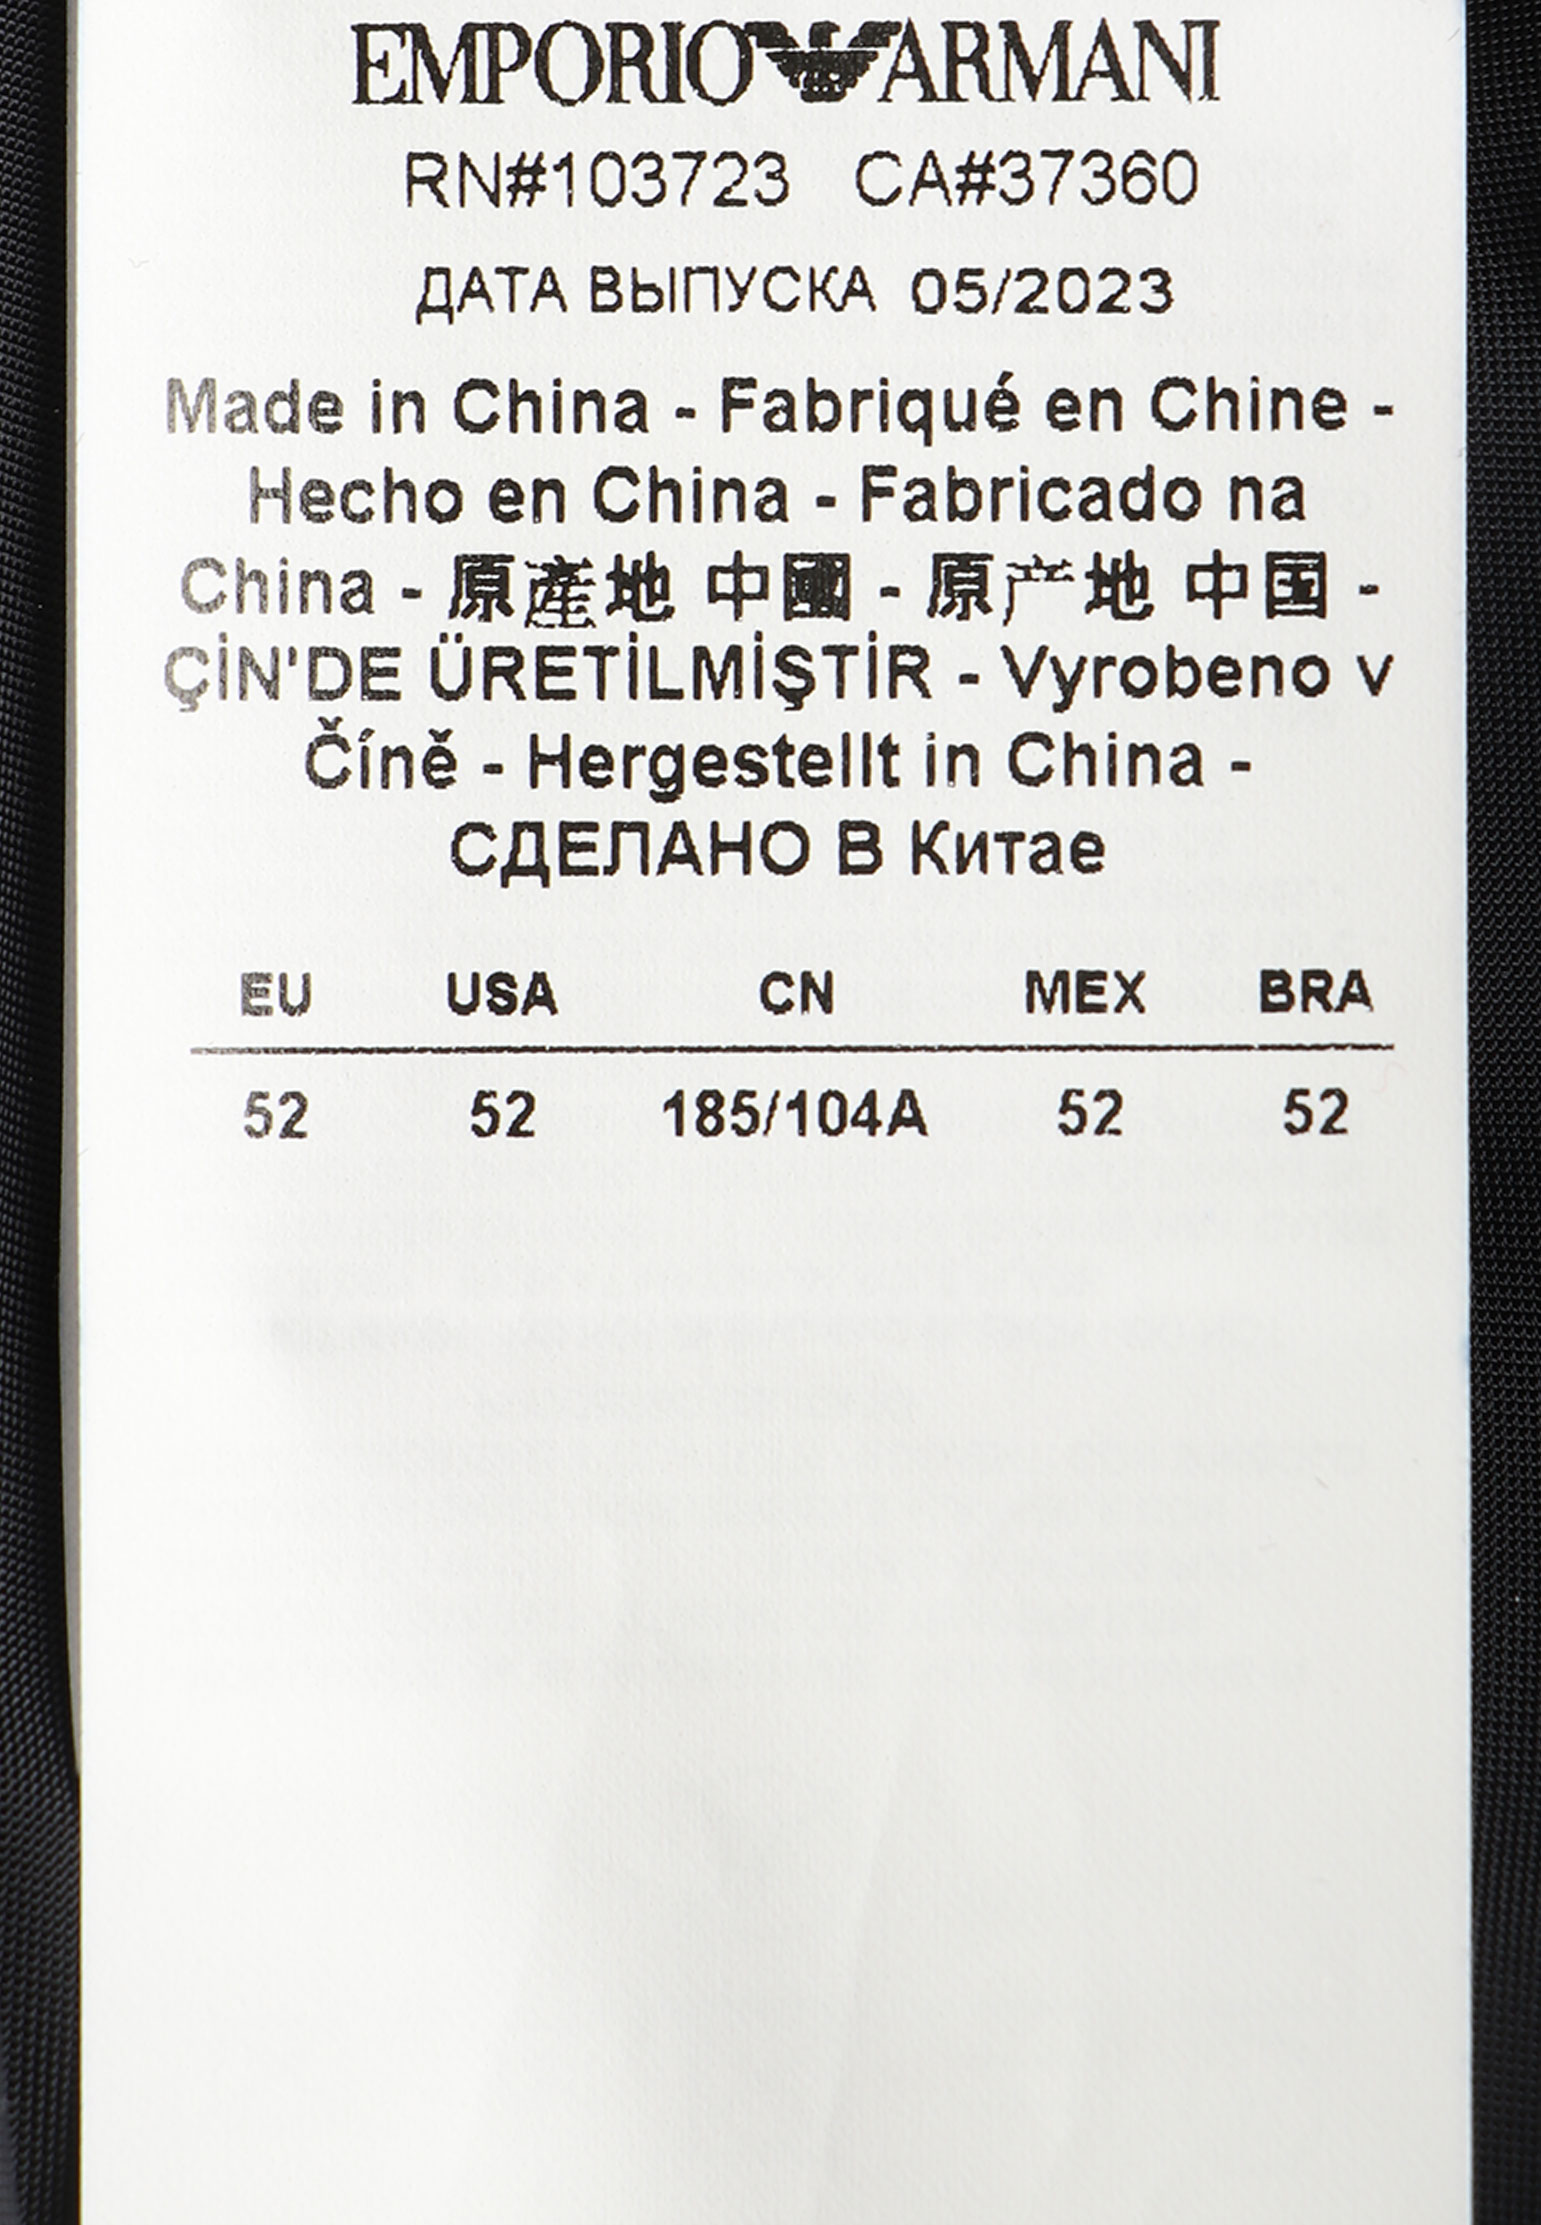 EMPORIO ARMANI
RN#103723 CA#37360
ДАТА ВЫПУСКА 05/2023
Made in China - Fabriqué en Chine -
Hecho en China - Fabricado na
China - 原產地 中國 - 原产地 中国 -
ÇİN'DE ÜRETİLMİŞTİR - Vyrobeno v
Číně - Hergestellt in China -
СДЕЛАНО В Китае
EU USA CN MEX BRA
52 52 185/104A 52 52